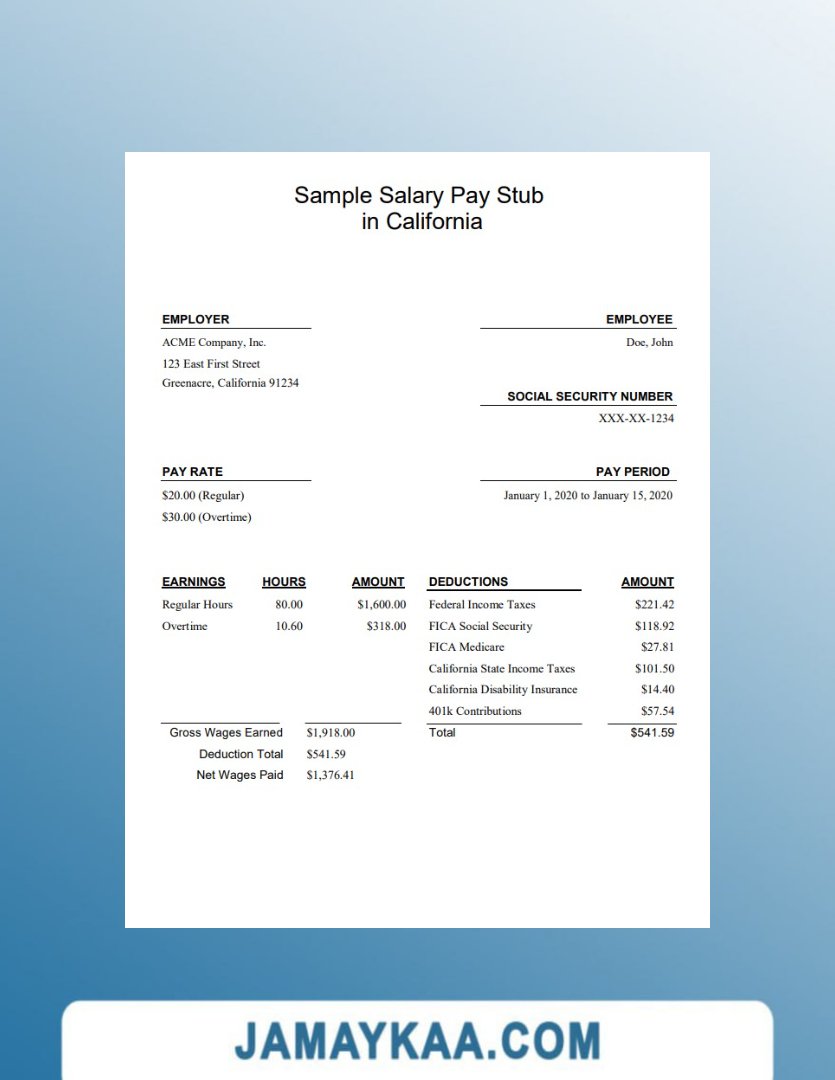 Sample Salary Pay Stub
in California
EMPLOYER EMPLOYEE
ACME Company, Inc. Doe, John
123 East First Street
Greenacre, California 91234
SOCIAL SECURITY NUMBER
XXX-XX-1234
PAY RATE PAY PERIOD
$20.00 (Regular) January 1, 2020 to January 15, 2020
$30.00 (Overtime)
EARNINGS HOURS AMOUNT DEDUCTIONS AMOUNT
Regular Hours 80.00 $1,600.00 Federal Income Taxes $221.42
Overtime 10.60 $318.00 FICA Social Security $118.92
FICA Medicare $27.81
California State Income Taxes $101.50
California Disability Insurance $14.40
401k Contributions $57.54
Gross Wages Earned $1,918.00 Total $541.59
Deduction Total $541.59
Net Wages Paid $1,376.41
JAMAYKAA.COM